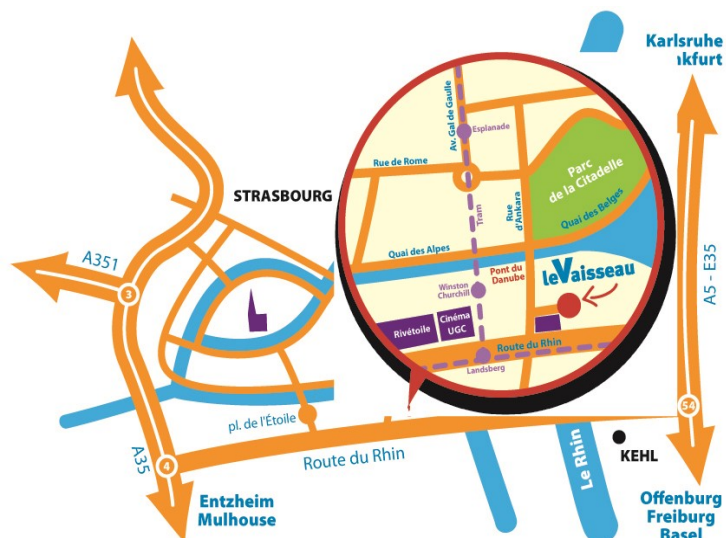 Karlsruhe
nkfurt
Av. Gal de Gaulle
Esplanade
Rue de Rome
Parc
de la Citadelle
STRASBOURG
Tram
Rue
d'Ankara
Quai des Belges
A351
Quai des Alpes
Pont du
Danube
leVaisseau
A5 - E35
3
Winston
Churchill
Rivétoile
Cinéma
UGC
Route du Rhin
Landsberg
pl. de l'Étoile
54
A35
4
Route du Rhin
Le Rhin
KEHL
Entzheim
Mulhouse
Offenburg
Freiburg
Basel